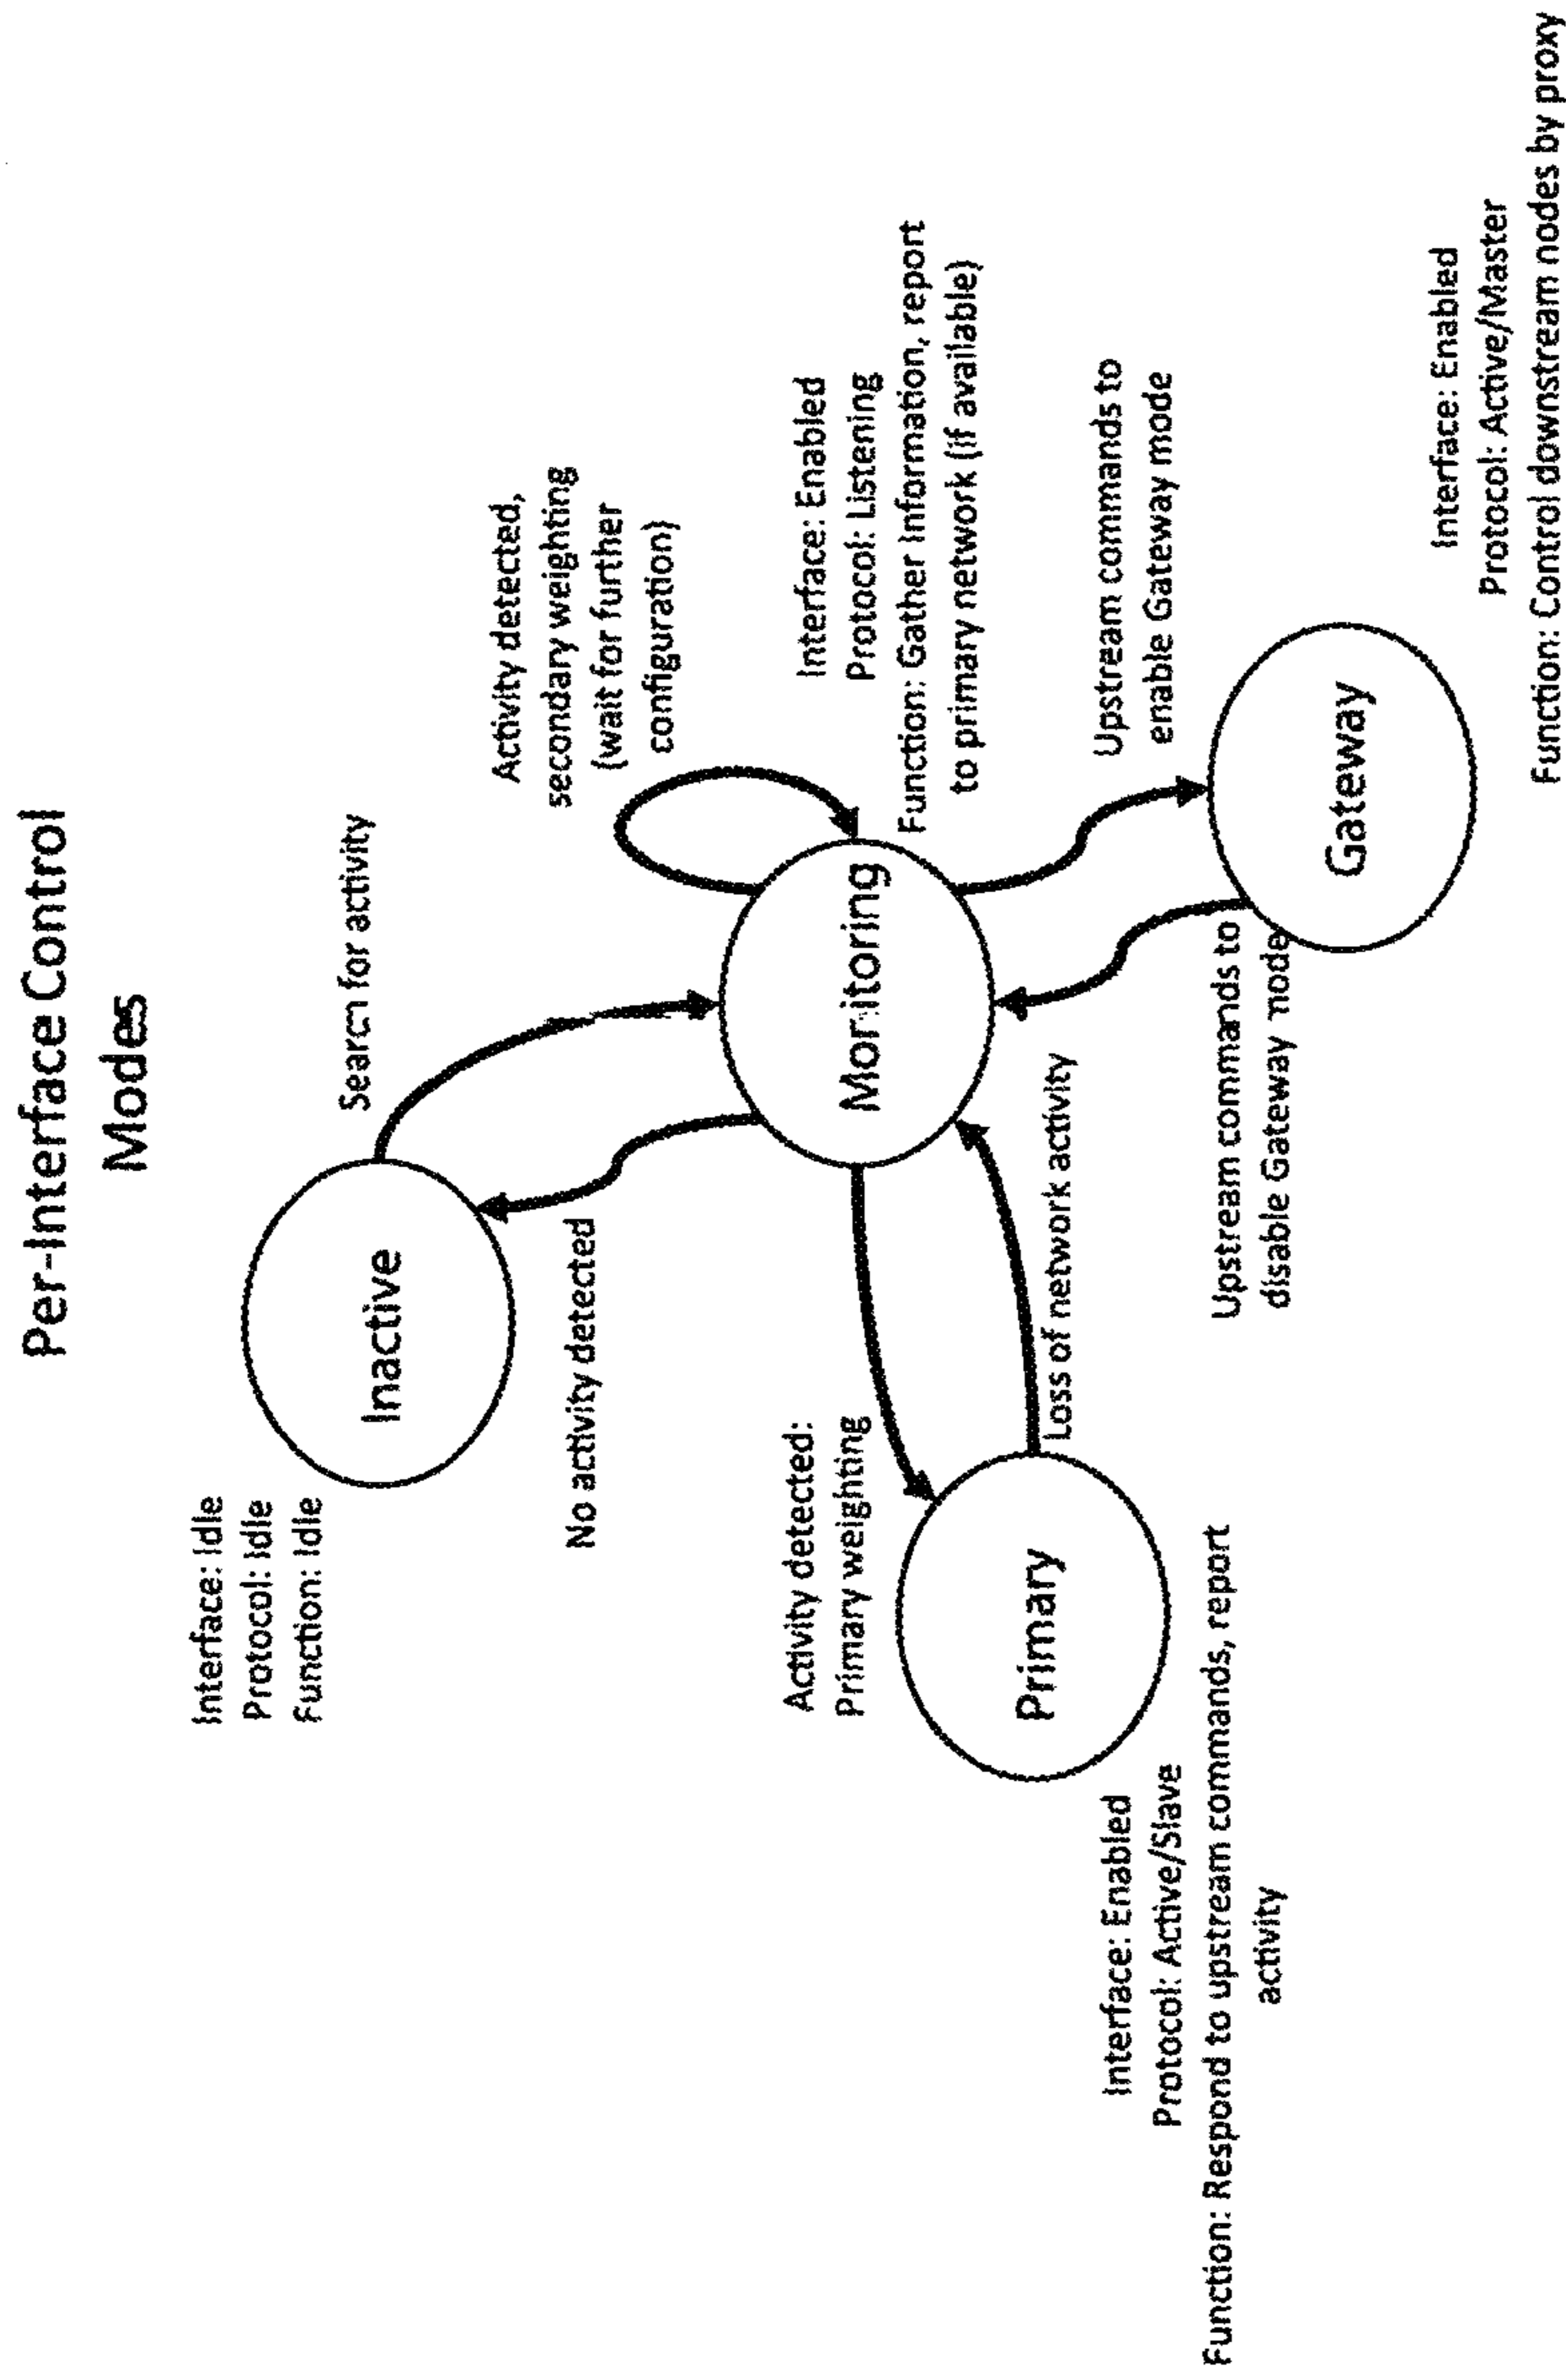 Per-Interface Control
Modes
Interface: Idle
Protocol: Idle
Function: Idle
Inactive
Search for activity
No activity detected
Activity detected,
secondary weighting
(wait for further
configuration)
Activity detected:
Primary weighting
Monitoring
Interface: Enabled
Protocol: Listening
Function: Gather Information, report
to primary network (if available)
Primary
Loss of network activity
Upstream commands to
enable Gateway mode
Interface: Enabled
Protocol: Active/Slave
Function: Respond to upstream commands, report
activity
Upstream commands to
disable Gateway mode
Gateway
Interface: Enabled
Protocol: Active/Master
Function: Control downstream nodes by proxy